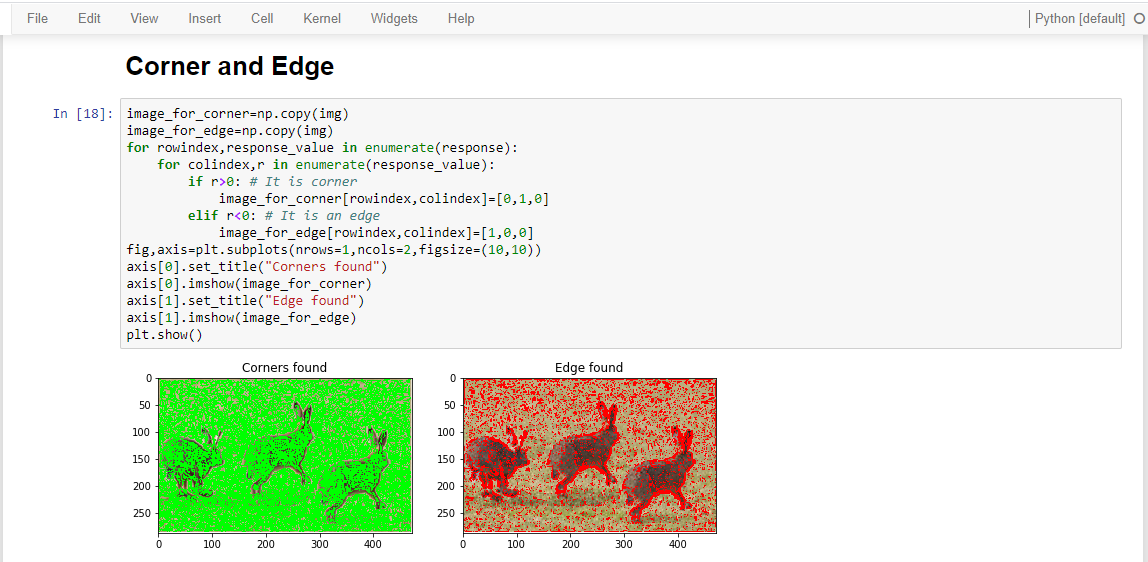 File Edit View Insert Cell Kernel Widgets Help Python [default]
Corner and Edge
In [18]: image_for_corner=np.copy(img)
image_for_edge=np.copy(img)
for rowindex,response_value in enumerate(response):
    for colindex,r in enumerate(response_value):
        if r>0: # It is corner
            image_for_corner[rowindex,colindex]=[0,1,0]
        elif r<0: # It is an edge
            image_for_edge[rowindex,colindex]=[1,0,0]
fig,axis=plt.subplots(nrows=1,ncols=2,figsize=(10,10))
axis[0].set_title("Corners found")
axis[0].imshow(image_for_corner)
axis[1].set_title("Edge found")
axis[1].imshow(image_for_edge)
plt.show()
Corners found
0
50
100
150
200
250
0 100 200 300 400
Edge found
0
50
100
150
200
250
0 100 200 300 400